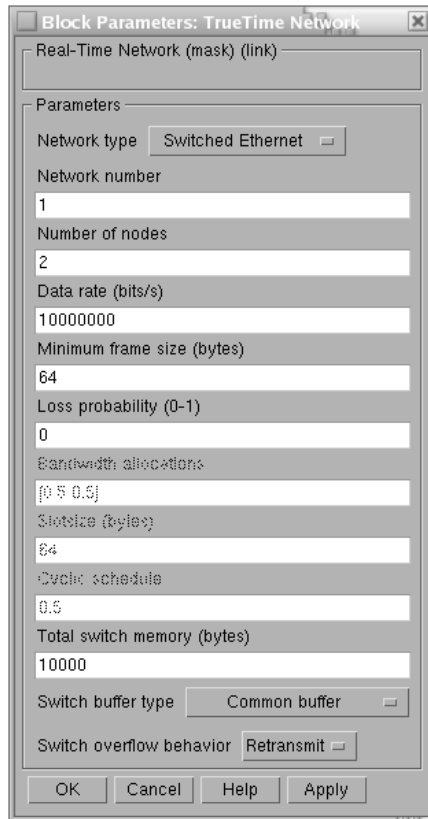 Block Parameters: TrueTime Network
Real-Time Network (mask) (link)
Parameters
Network type Switched Ethernet
Network number
1
Number of nodes
2
Data rate (bits/s)
10000000
Minimum frame size (bytes)
64
Loss probability (0-1)
0
Bandwidth allocations
[0.5 0.5]
Slotsize (bytes)
64
Cyclic schedule
0.5
Total switch memory (bytes)
10000
Switch buffer type Common buffer
Switch overflow behavior Retransmit
OK Cancel Help Apply